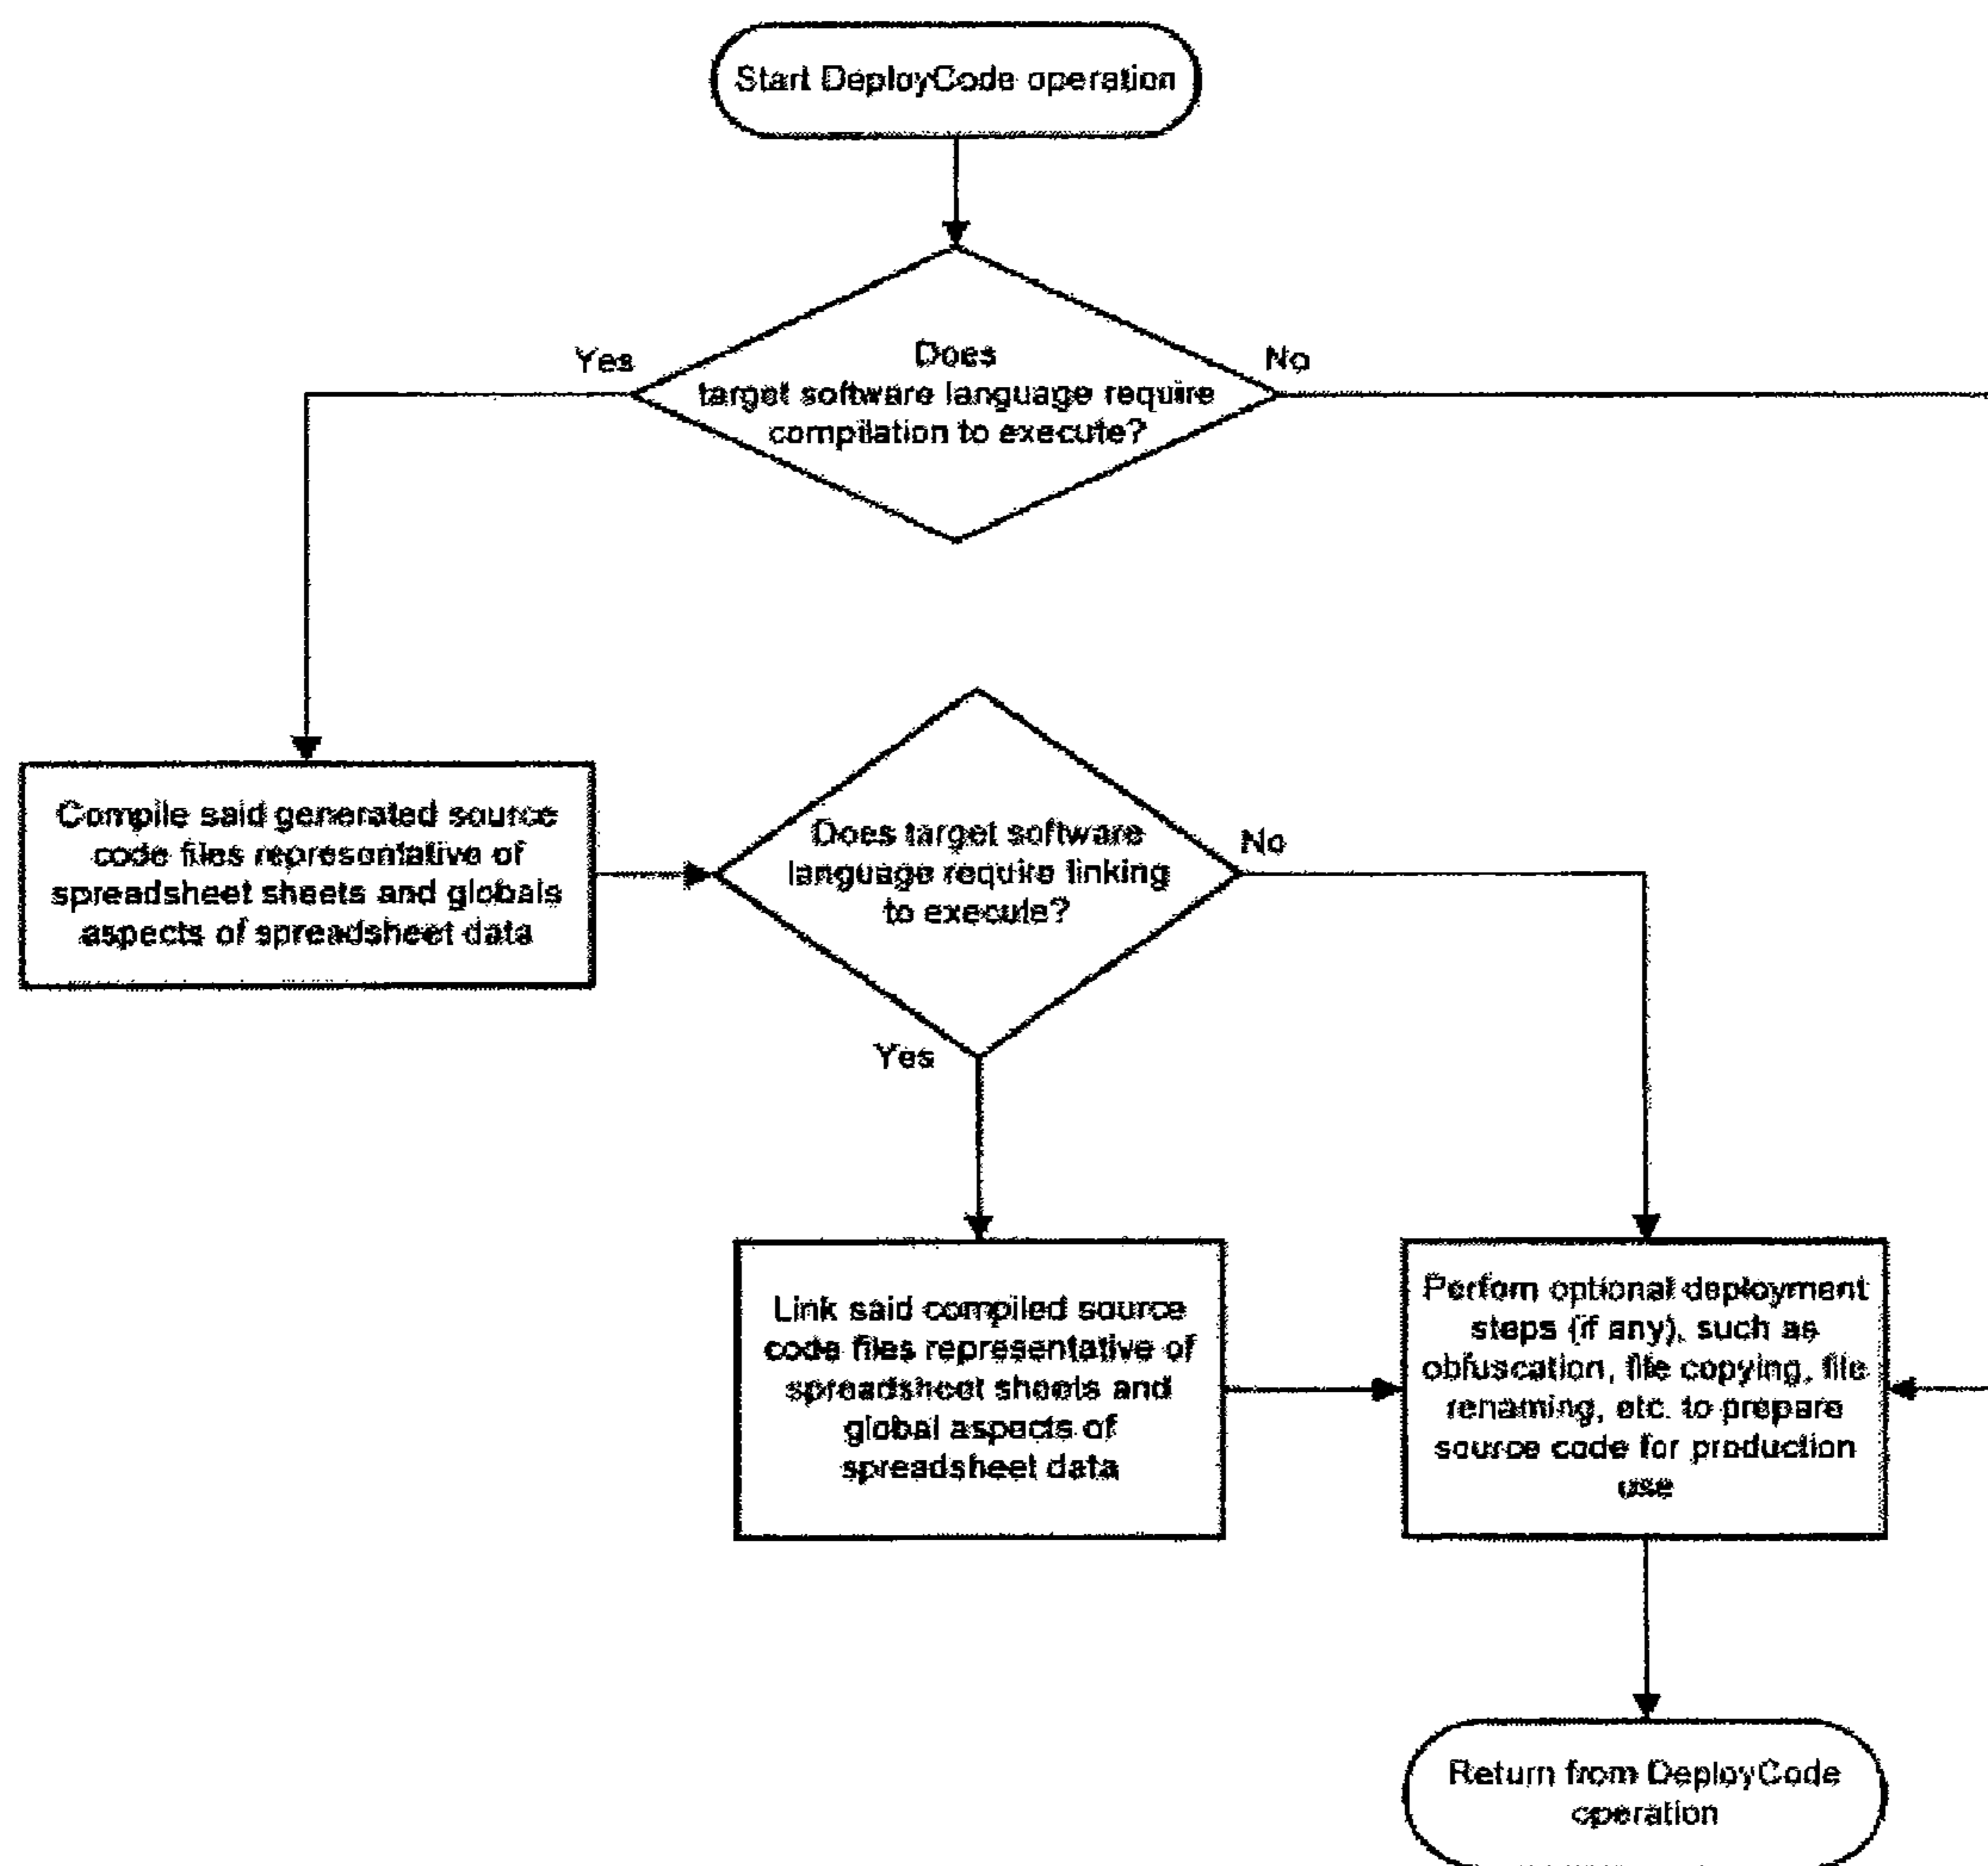 Start DeployCode operation
Yes
Does
No
target software language require
compilation to execute?
Compile said generated source
code files representative of
spreadsheet sheets and globals
aspects of spreadsheet data
Does target software
language require linking
to execute?
No
Yes
Link said compiled source
code files representative of
spreadsheet sheets and
global aspects of
spreadsheet data
Perfom optional deployment
steps (if any), such as
obfuscation, file copying, file
renaming, etc. to prepare
source code for production
use
Return from DeployCode
operation